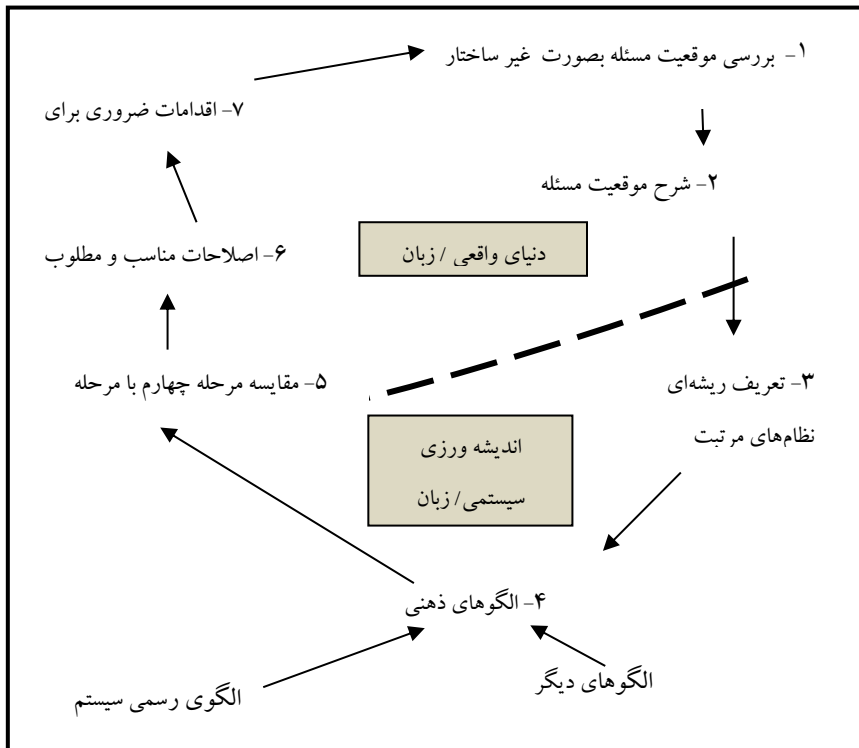 ۱- بررسی موقعیت مسئله بصورت غیر ساختار
۲- شرح موقعیت مسئله
۳- تعریف ریشه‌ای
نظام‌های مرتبت
۴- الگوهای ذهنی
الگوهای دیگر
الگوی رسمی سیستم
۵- مقایسه مرحله چهارم با مرحله
۶- اصلاحات مناسب و مطلوب
۷- اقدامات ضروری برای
دنیای واقعی / زبان
اندیشه ورزی
سیستمی/ زبان